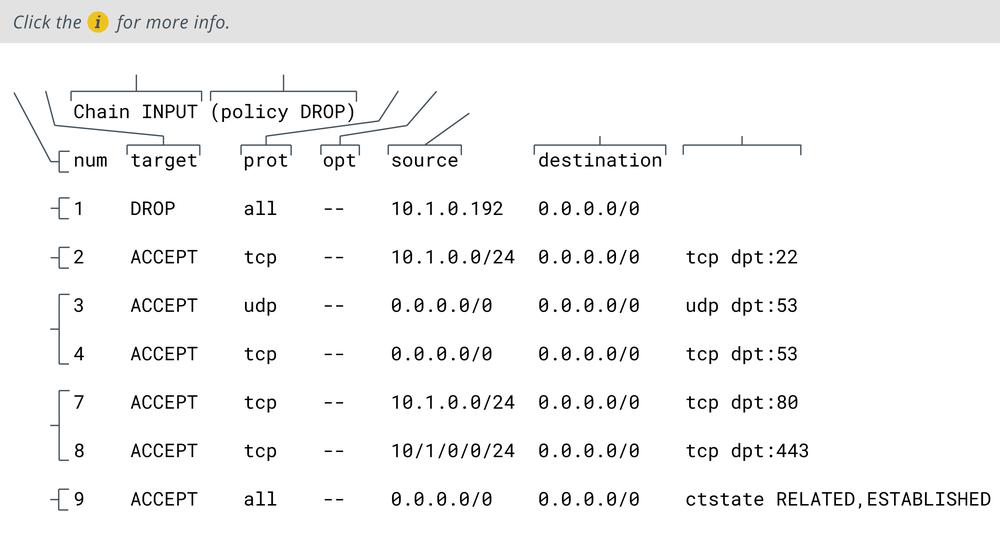 Click the i for more info.
Chain INPUT (policy DROP)
num target prot opt source destination
1 DROP all -- 10.1.0.192 0.0.0.0/0
2 ACCEPT tcp -- 10.1.0.0/24 0.0.0.0/0 tcp dpt:22
3 ACCEPT udp -- 0.0.0.0/0 0.0.0.0/0 udp dpt:53
4 ACCEPT tcp -- 0.0.0.0/0 0.0.0.0/0 tcp dpt:53
7 ACCEPT tcp -- 10.1.0.0/24 0.0.0.0/0 tcp dpt:80
8 ACCEPT tcp -- 10/1/0/0/24 0.0.0.0/0 tcp dpt:443
9 ACCEPT all -- 0.0.0.0/0 0.0.0.0/0 ctstate RELATED,ESTABLISHED